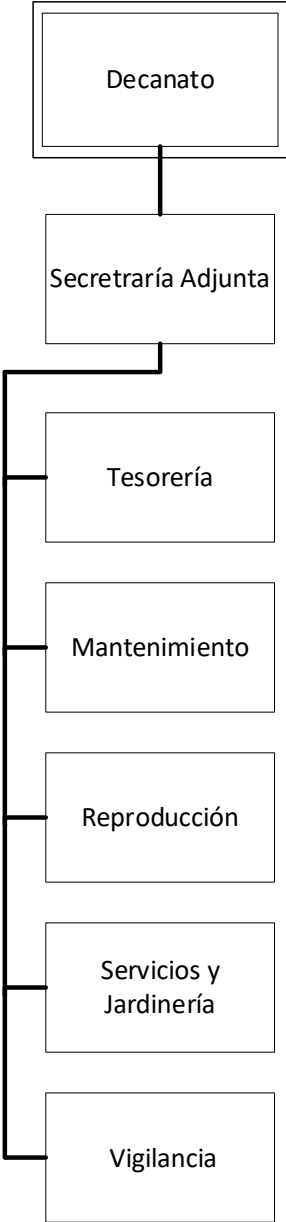 Decanato
Secretraría Adjunta
Tesorería
Mantenimiento
Reproducción
Servicios y
Jardinería
Vigilancia